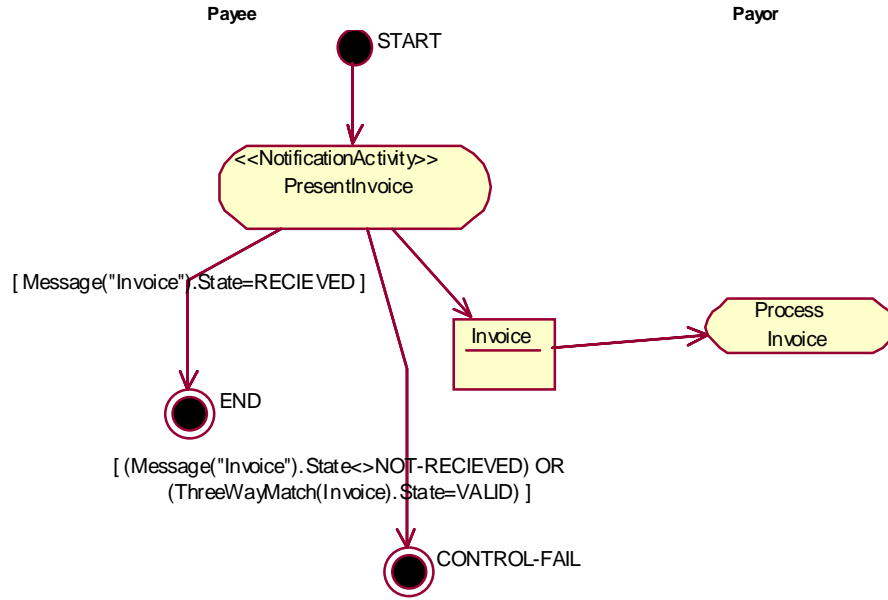 Payee
Payor
START
<<NotificationActivity>>
PresentInvoice
[ Message("Invoice").State=RECIEVED ]
Invoice
Process
Invoice
END
[ (Message("Invoice").State<>NOT-RECIEVED) OR
(ThreeWayMatch(Invoice).State=VALID) ]
CONTROL-FAIL